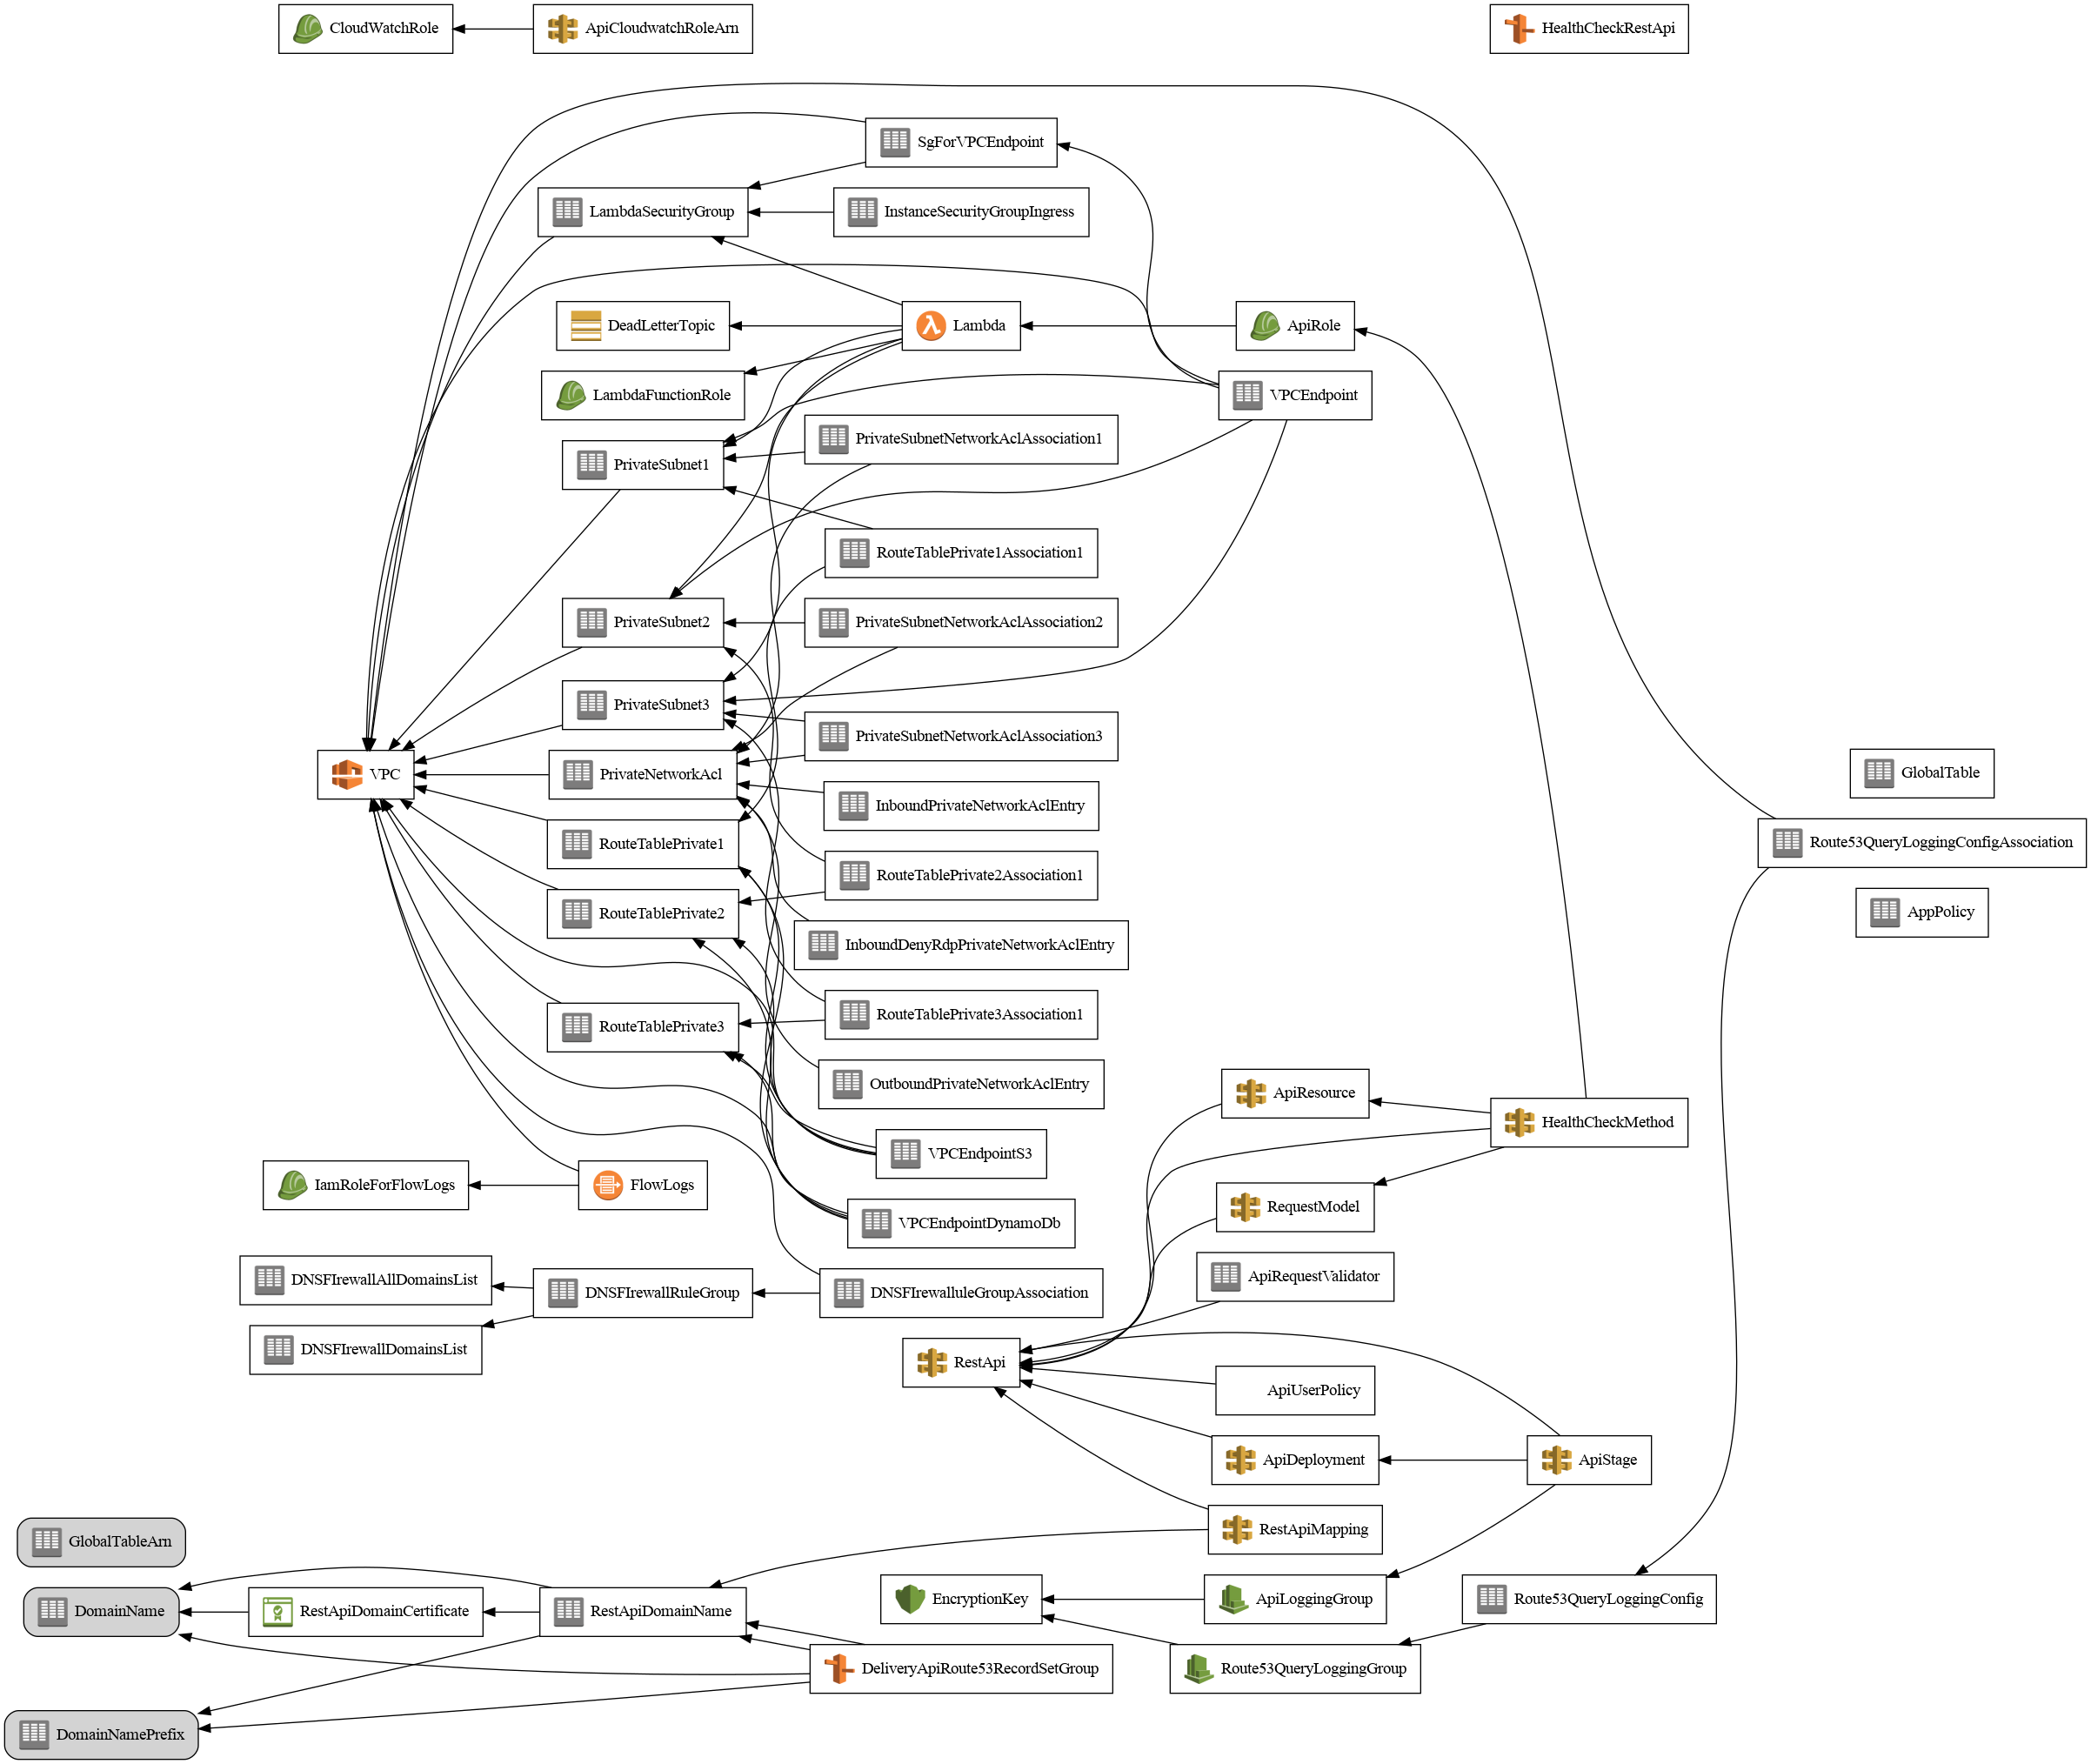 CloudWatchRole
ApiCloudwatchRoleArn
HealthCheckRestApi
SgForVPCEndpoint
LambdaSecurityGroup
InstanceSecurityGroupIngress
DeadLetterTopic
Lambda
ApiRole
LambdaFunctionRole
VPCEndpoint
PrivateSubnetNetworkAclAssociation1
PrivateSubnet1
RouteTablePrivate1Association1
PrivateSubnet2
PrivateSubnetNetworkAclAssociation2
PrivateSubnet3
PrivateSubnetNetworkAclAssociation3
VPC
PrivateNetworkAcl
GlobalTable
InboundPrivateNetworkAclEntry
RouteTablePrivate1
Route53QueryLoggingConfigAssociation
RouteTablePrivate2Association1
RouteTablePrivate2
AppPolicy
InboundDenyRdpPrivateNetworkAclEntry
RouteTablePrivate3
RouteTablePrivate3Association1
OutboundPrivateNetworkAclEntry
ApiResource
HealthCheckMethod
VPCEndpointS3
IamRoleForFlowLogs
FlowLogs
RequestModel
VPCEndpointDynamoDb
DNSFIrewallAllDomainsList
DNSFIrewallRuleGroup
DNSFIrewalluleGroupAssociation
ApiRequestValidator
DNSFIrewallDomainsList
RestApi
ApiUserPolicy
ApiDeployment
ApiStage
GlobalTableArn
RestApiMapping
DomainName
RestApiDomainCertificate
RestApiDomainName
EncryptionKey
ApiLoggingGroup
Route53QueryLoggingConfig
DeliveryApiRoute53RecordSetGroup
Route53QueryLoggingGroup
DomainNamePrefix